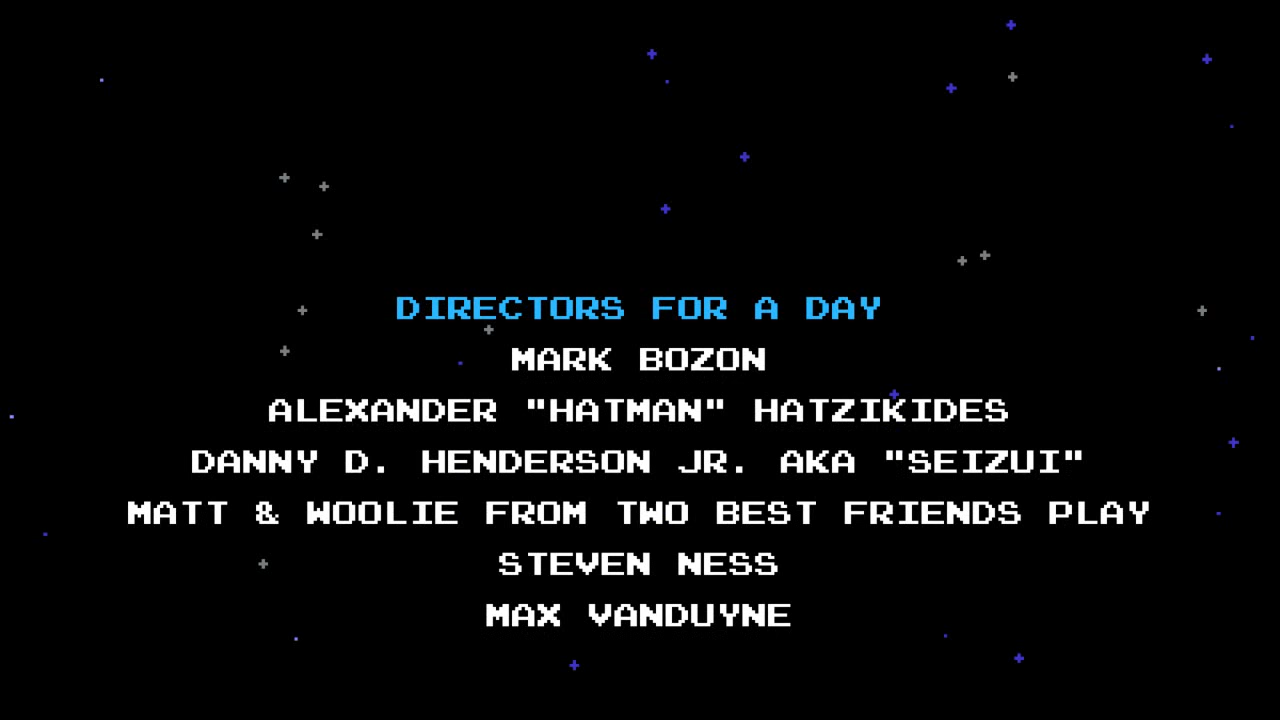 DIRECTORS FOR A DAY
MARK BOZON
ALEXANDER "HATMAN" HATZIKIDES
DANNY D. HENDERSON JR. AKA "SEIZUI"
MATT & WOOLIE FROM TWO BEST FRIENDS PLAY
STEVEN NESS
MAX VANDUYNE